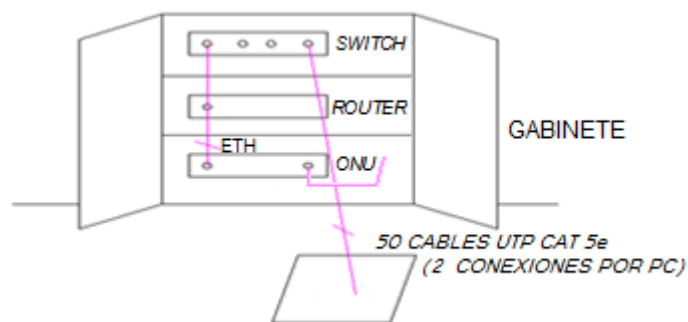 SWITCH
ROUTER
GABINETE
ETH
ONU
50 CABLES UTP CAT 5e
(2 CONEXIONES POR PC)